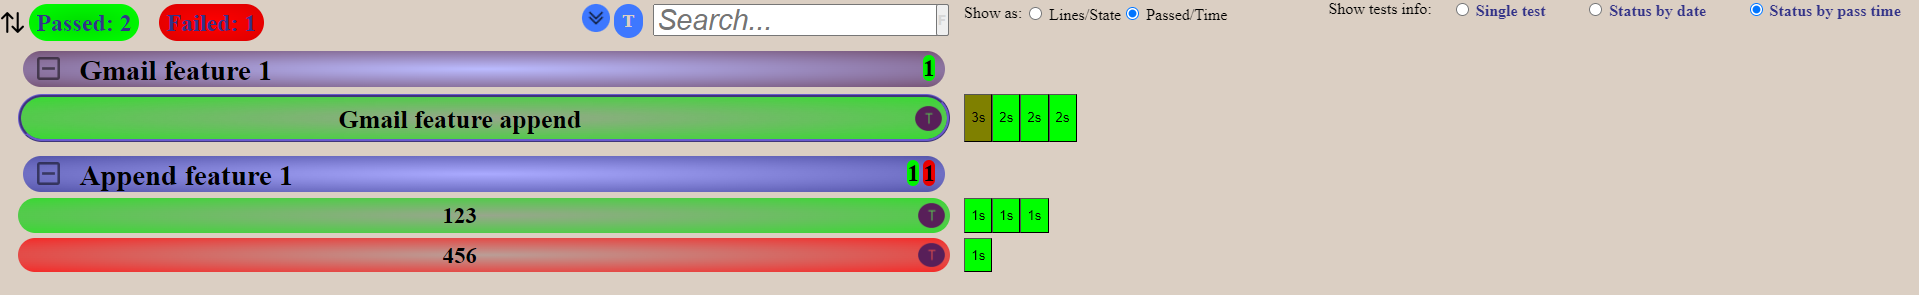 Passed: 2 Failed: 1 T Search... F Show as: Lines/State Passed/Time Show tests info: Single test Status by date Status by pass time
Gmail feature 1 1
Gmail feature append T 3s 2s 2s 2s
Append feature 1 1 1
123 T 1s 1s 1s
456 T 1s